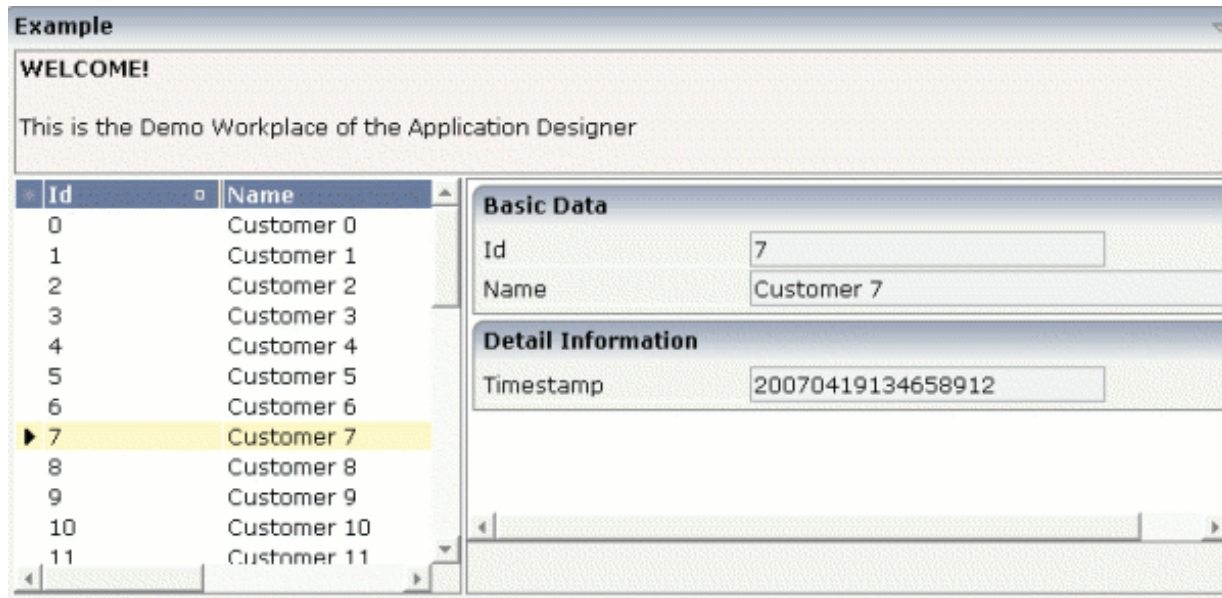 Example
WELCOME!
This is the Demo Workplace of the Application Designer
Id Name
0 Customer 0
1 Customer 1
2 Customer 2
3 Customer 3
4 Customer 4
5 Customer 5
6 Customer 6
7 Customer 7
8 Customer 8
9 Customer 9
10 Customer 10
11 Customer 11
Basic Data
Id 7
Name Customer 7
Detail Information
Timestamp 20070419134658912